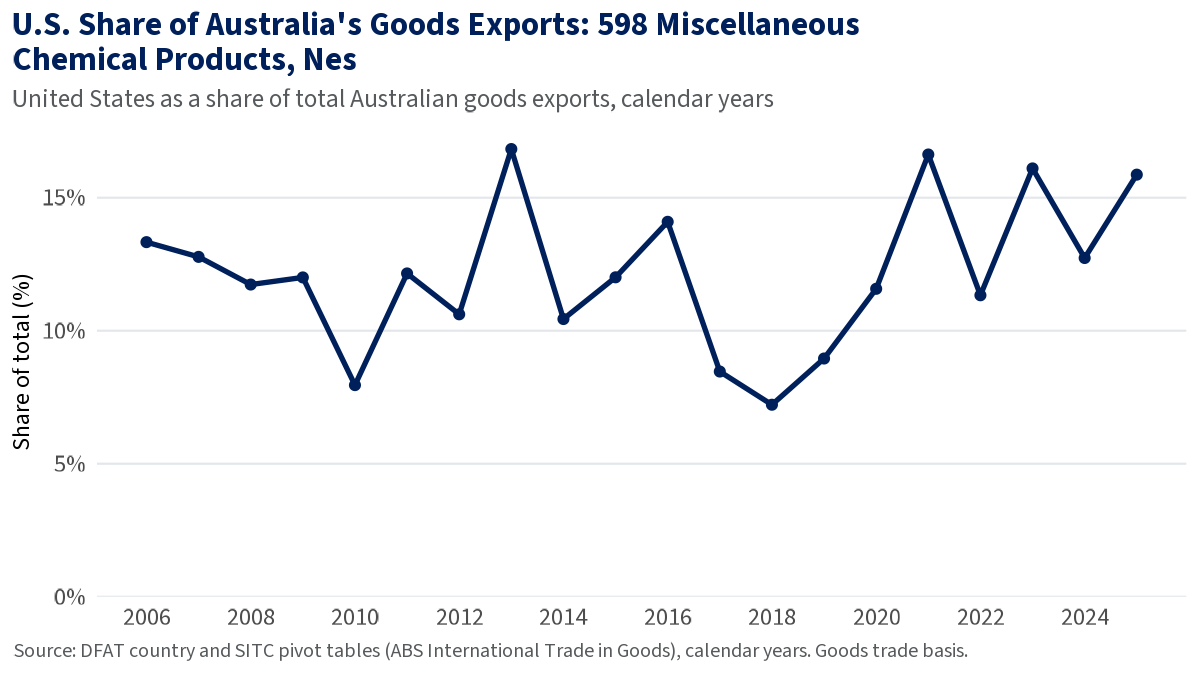 U.S. Share of Australia's Goods Exports: 598 Miscellaneous
Chemical Products, Nes
United States as a share of total Australian goods exports, calendar years
Share of total (%)
15%
10%
5%
0%
2006 2008 2010 2012 2014 2016 2018 2020 2022 2024
Source: DFAT country and SITC pivot tables (ABS International Trade in Goods), calendar years. Goods trade basis.